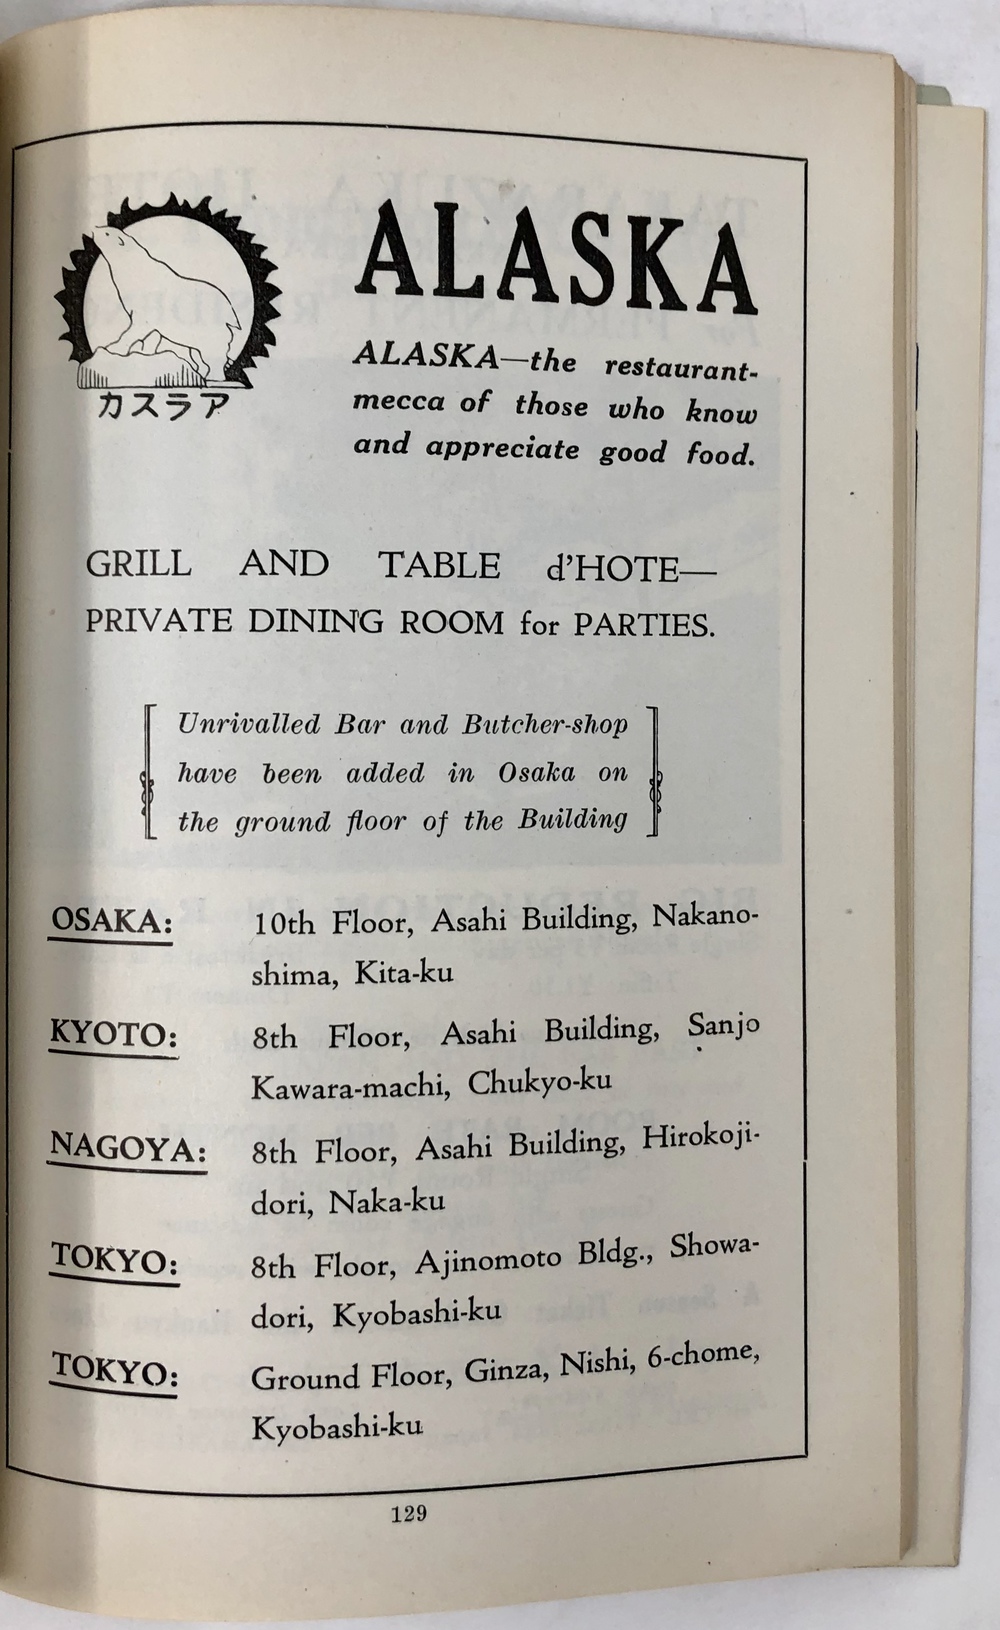 カスラア
ALASKA
ALASKA—the restaurant-
mecca of those who know
and appreciate good food.
GRILL AND TABLE d'HOTE—
PRIVATE DINING ROOM for PARTIES.
Unrivalled Bar and Butcher-shop
have been added in Osaka on
the ground floor of the Building
OSAKA: 10th Floor, Asahi Building, Nakano-
shima, Kita-ku
KYOTO: 8th Floor, Asahi Building, Sanjo
Kawara-machi, Chukyo-ku
NAGOYA: 8th Floor, Asahi Building, Hirokoji-
dori, Naka-ku
TOKYO: 8th Floor, Ajinomoto Bldg., Showa-
dori, Kyobashi-ku
TOKYO: Ground Floor, Ginza, Nishi, 6-chome,
Kyobashi-ku
129